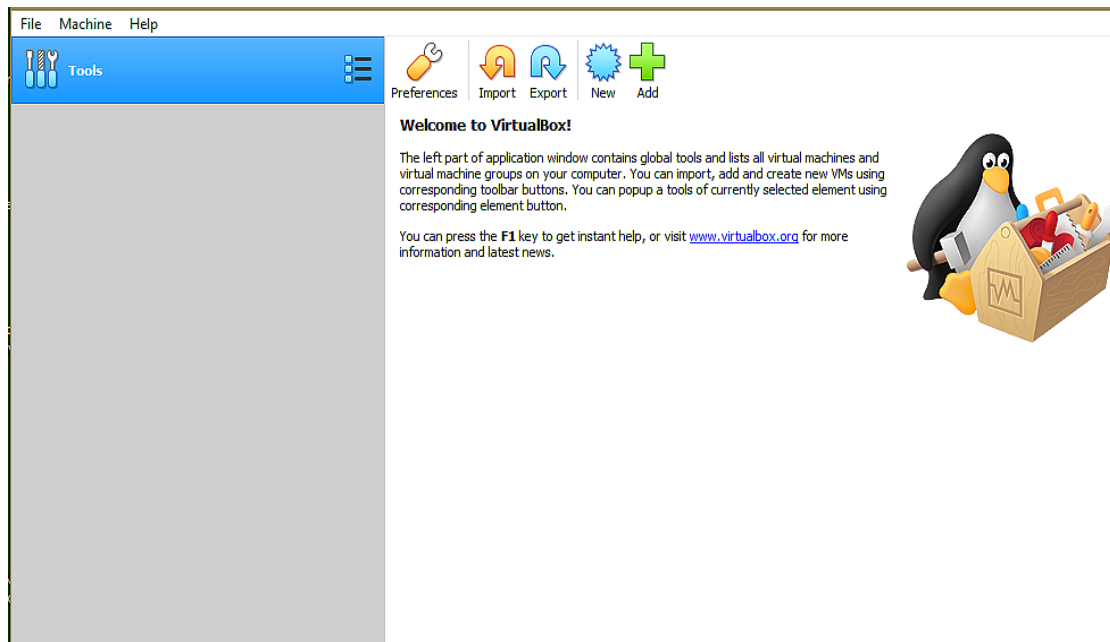 File Machine Help
Tools
Preferences Import Export New Add
Welcome to VirtualBox!
The left part of application window contains global tools and lists all virtual machines and
virtual machine groups on your computer. You can import, add and create new VMs using
corresponding toolbar buttons. You can popup a tools of currently selected element using
corresponding element button.
You can press the F1 key to get instant help, or visit www.virtualbox.org for more
information and latest news.